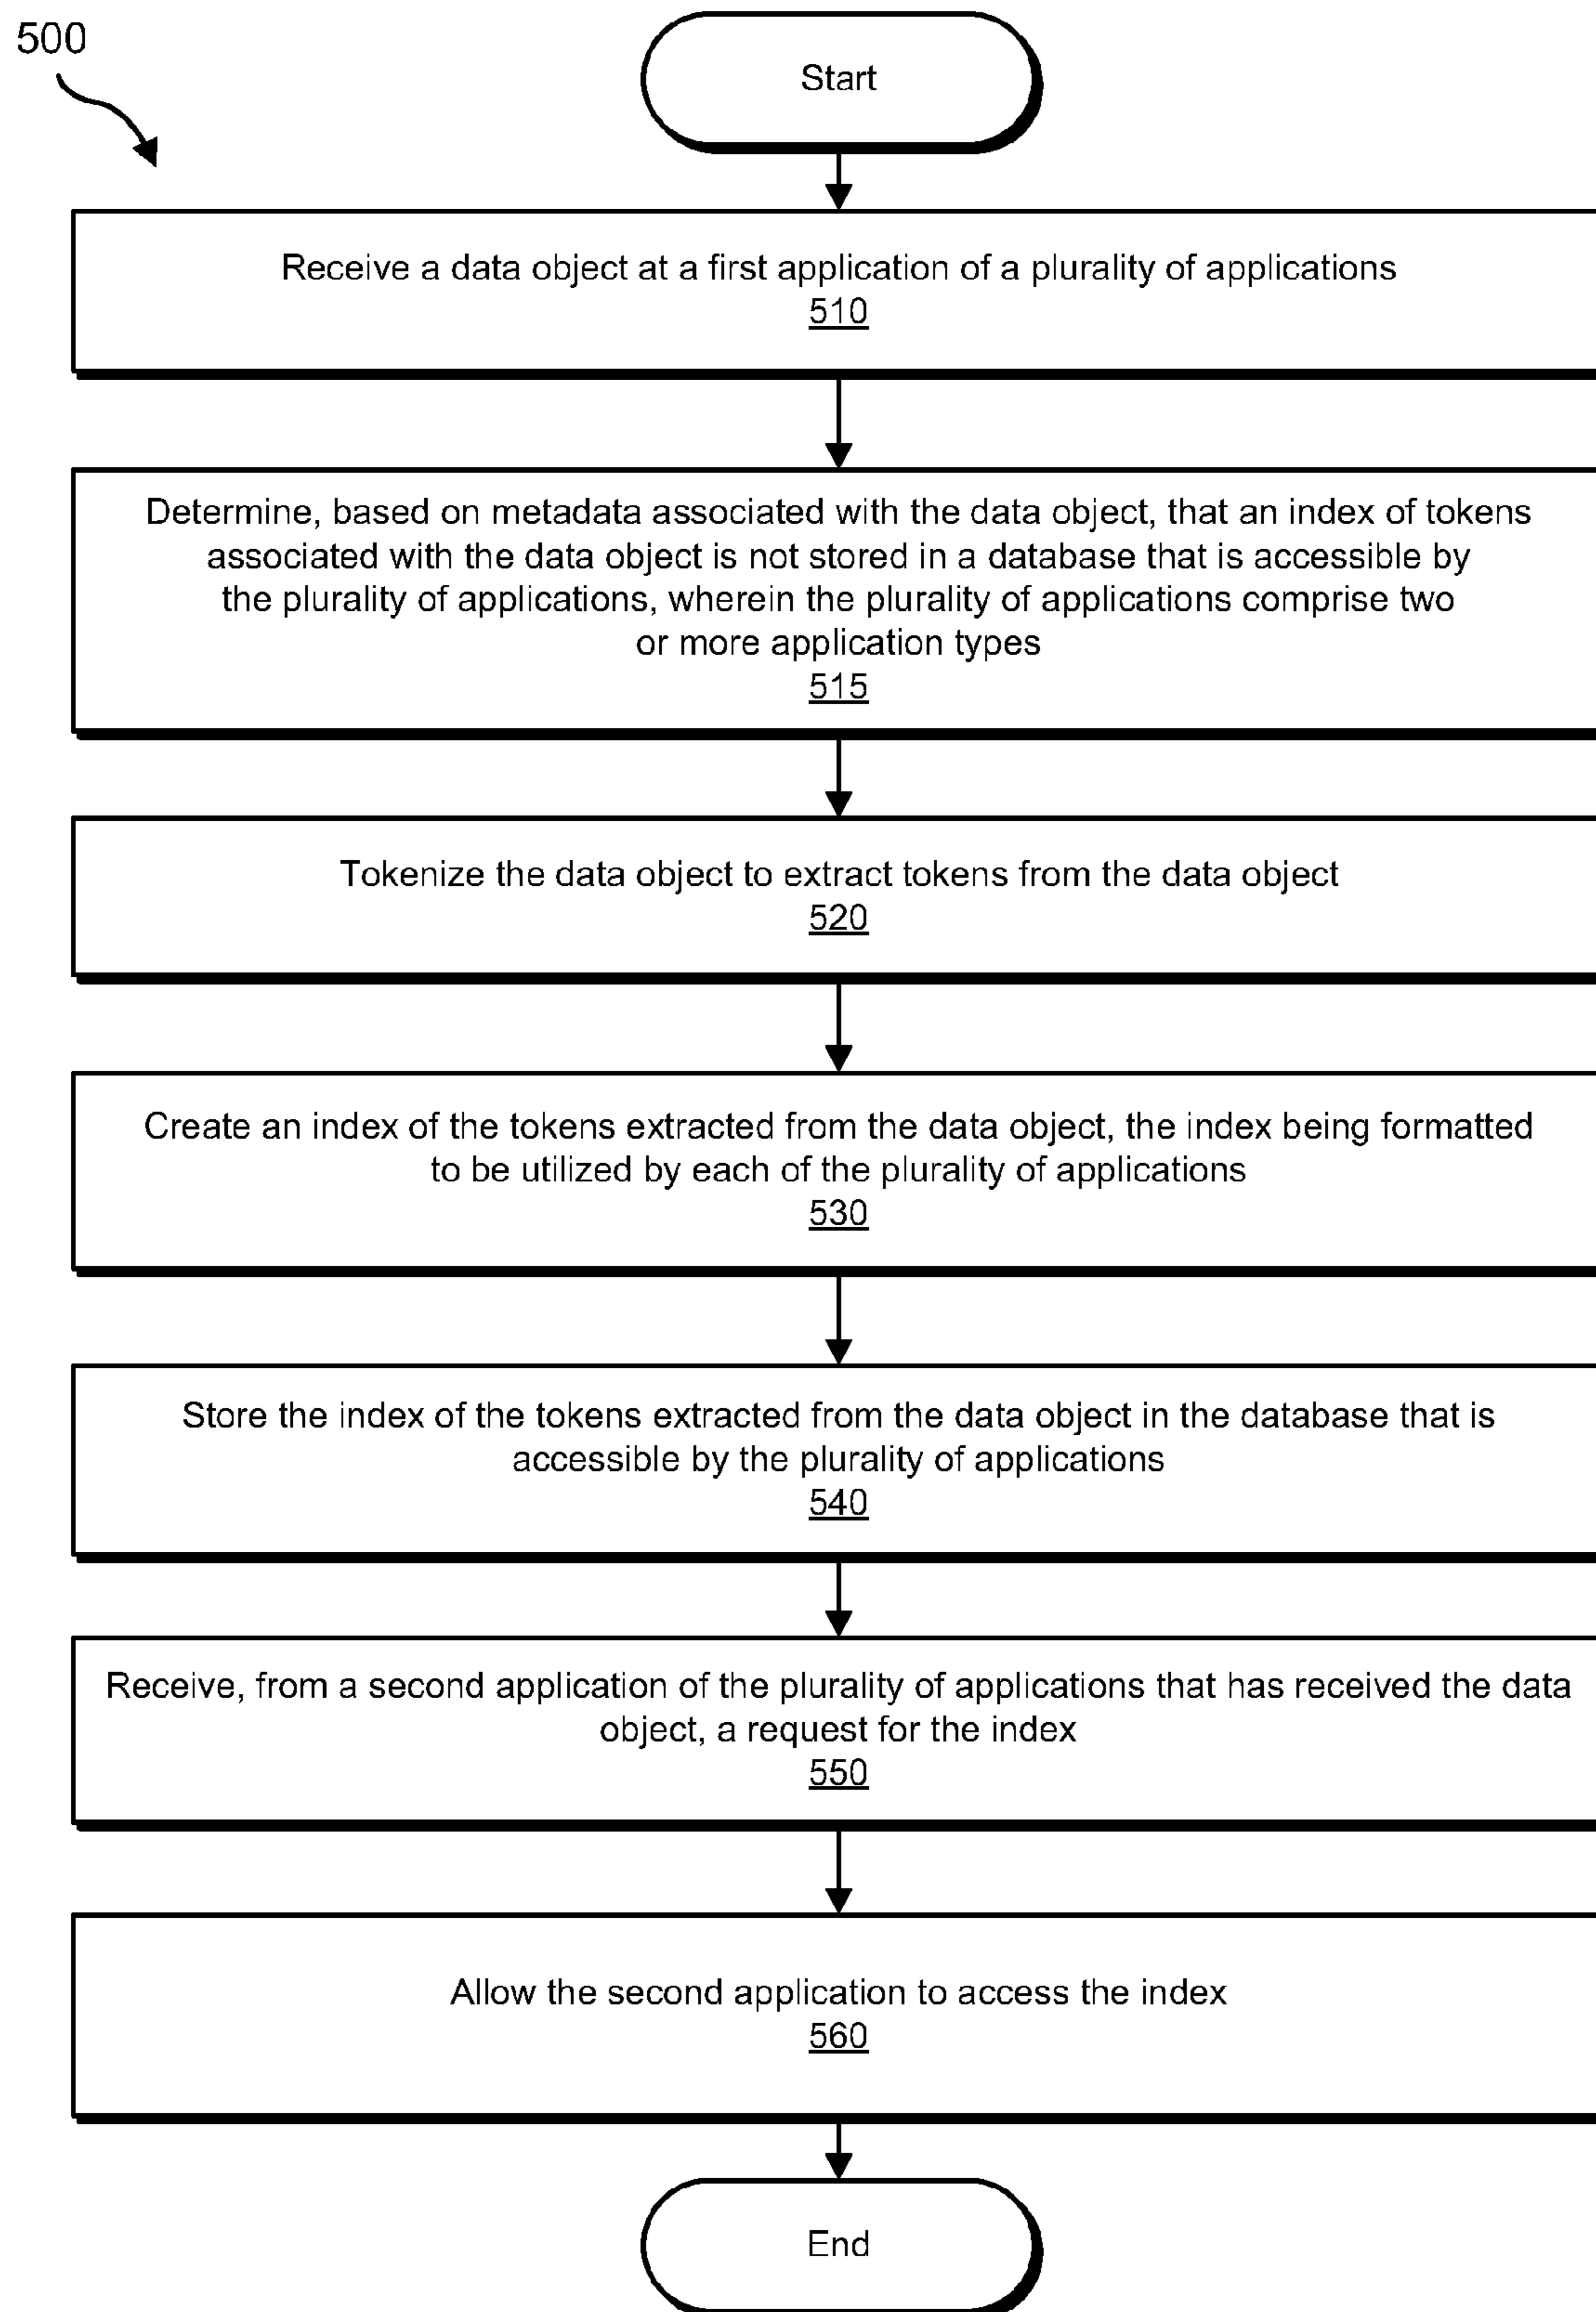 500
Start
Receive a data object at a first application of a plurality of applications
510
Determine, based on metadata associated with the data object, that an index of tokens
associated with the data object is not stored in a database that is accessible by
the plurality of applications, wherein the plurality of applications comprise two
or more application types
515
Tokenize the data object to extract tokens from the data object
520
Create an index of the tokens extracted from the data object, the index being formatted
to be utilized by each of the plurality of applications
530
Store the index of the tokens extracted from the data object in the database that is
accessible by the plurality of applications
540
Receive, from a second application of the plurality of applications that has received the data
object, a request for the index
550
Allow the second application to access the index
560
End